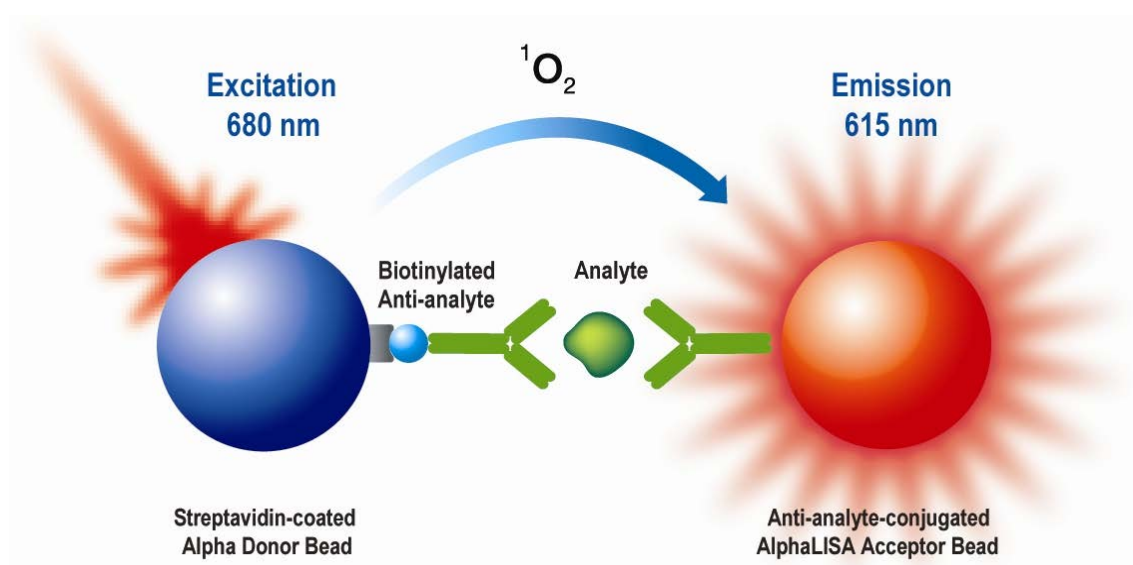 ¹O₂
Excitation
680 nm
Emission
615 nm
Biotinylated
Anti-analyte
Analyte
Streptavidin-coated
Alpha Donor Bead
Anti-analyte-conjugated
AlphaLISA Acceptor Bead